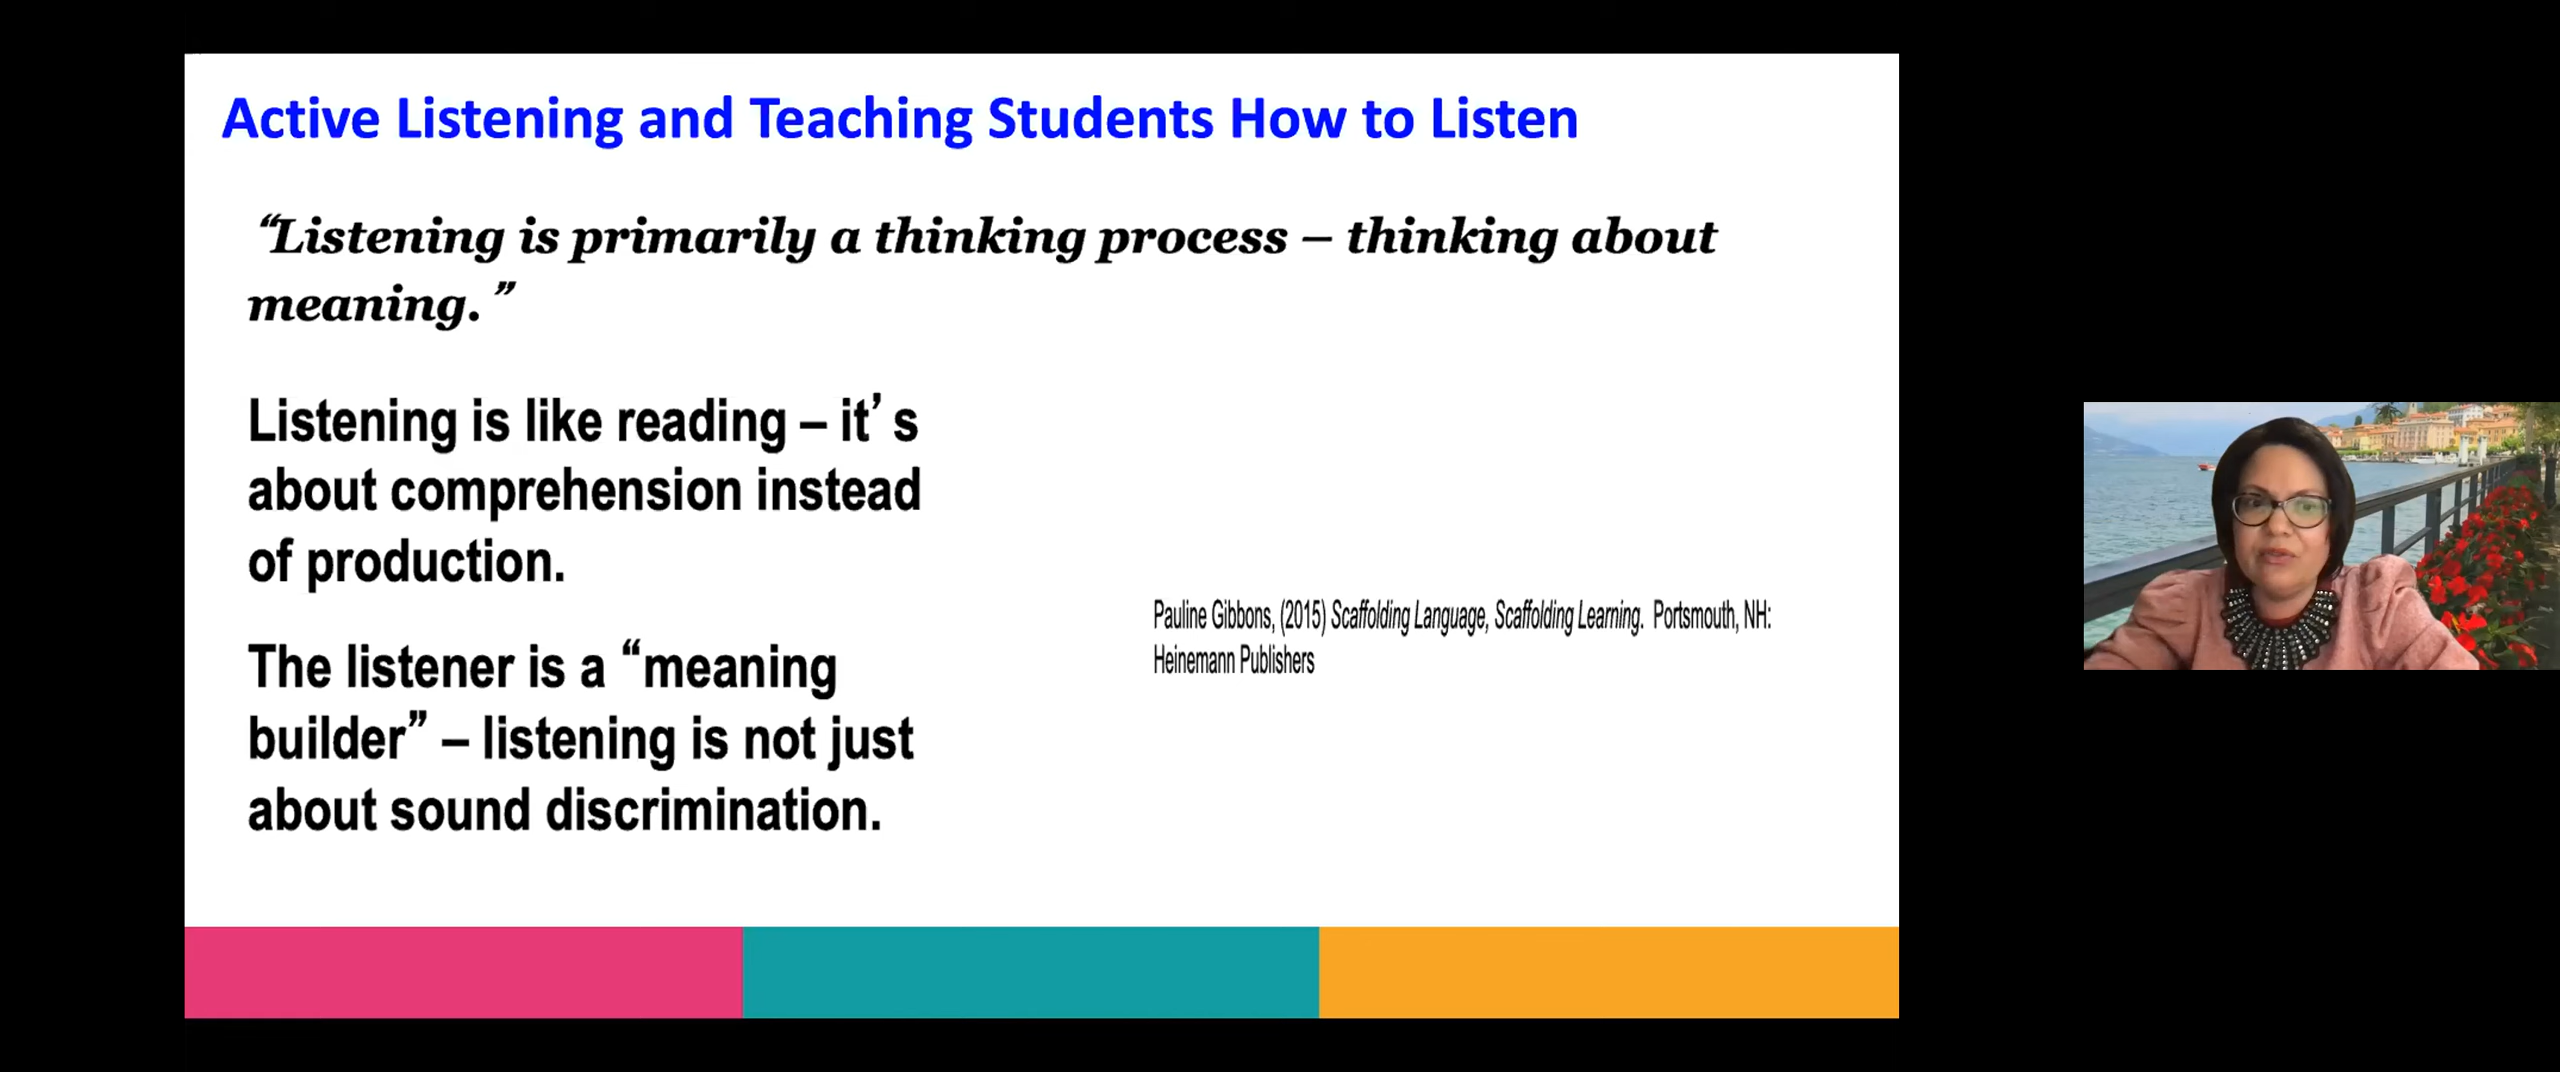 Active Listening and Teaching Students How to Listen
“Listening is primarily a thinking process – thinking about
meaning.”
Listening is like reading – it’s
about comprehension instead
of production.
The listener is a “meaning
builder” – listening is not just
about sound discrimination.
Pauline Gibbons, (2015) Scaffolding Language, Scaffolding Learning. Portsmouth, NH:
Heinemann Publishers